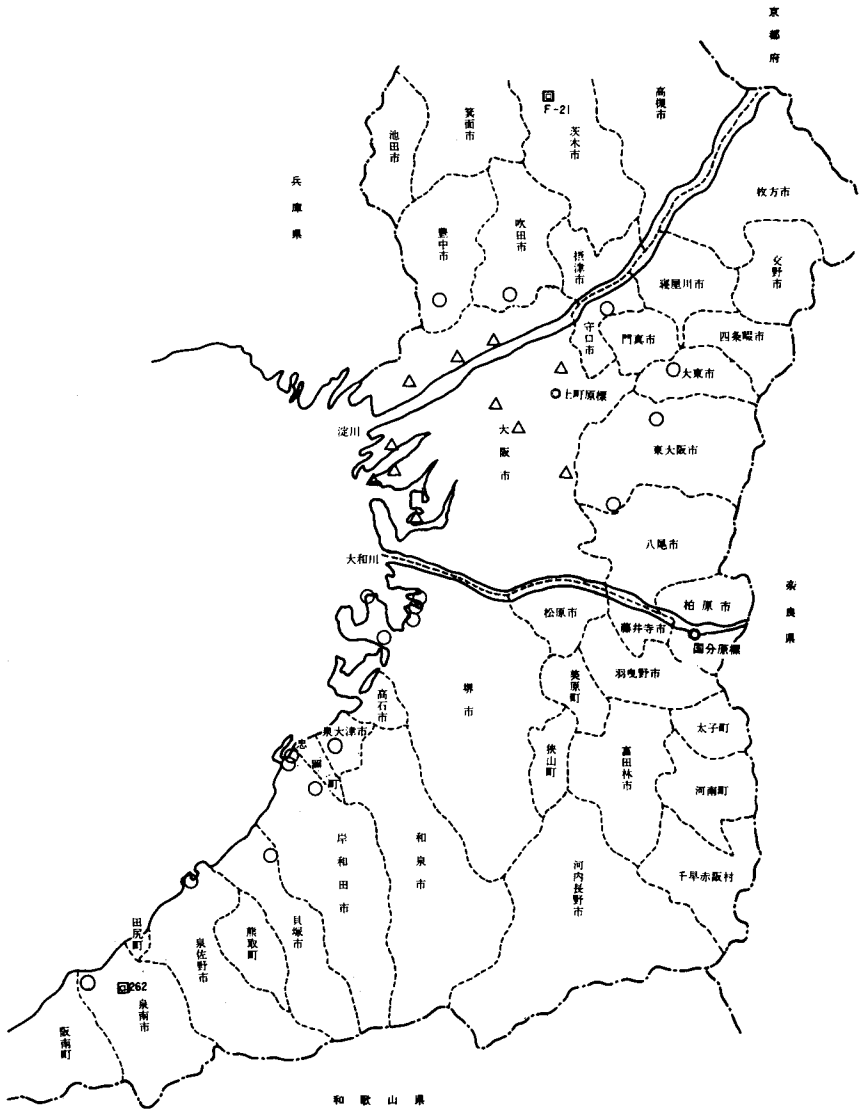 京都府
高槻市
F-21
茨木市
箕面市
池田市
兵庫県
枚方市
吹田市
豊中市
摂津市
交野市
寝屋川市
守口市
門真市
四条畷市
大東市
上町原標
淀川
大阪市
東大阪市
八尾市
大和川
奈良県
柏原市
松原市
藤井寺市
国分原標
羽曳野市
美原町
堺市
高石市
太子町
泉大津市
忠岡町
狭山町
富田林市
河南町
岸和田市
和泉市
河内長野市
千早赤阪村
貝塚市
熊取町
田尻町
泉佐野市
262
泉南市
阪南町
和歌山県